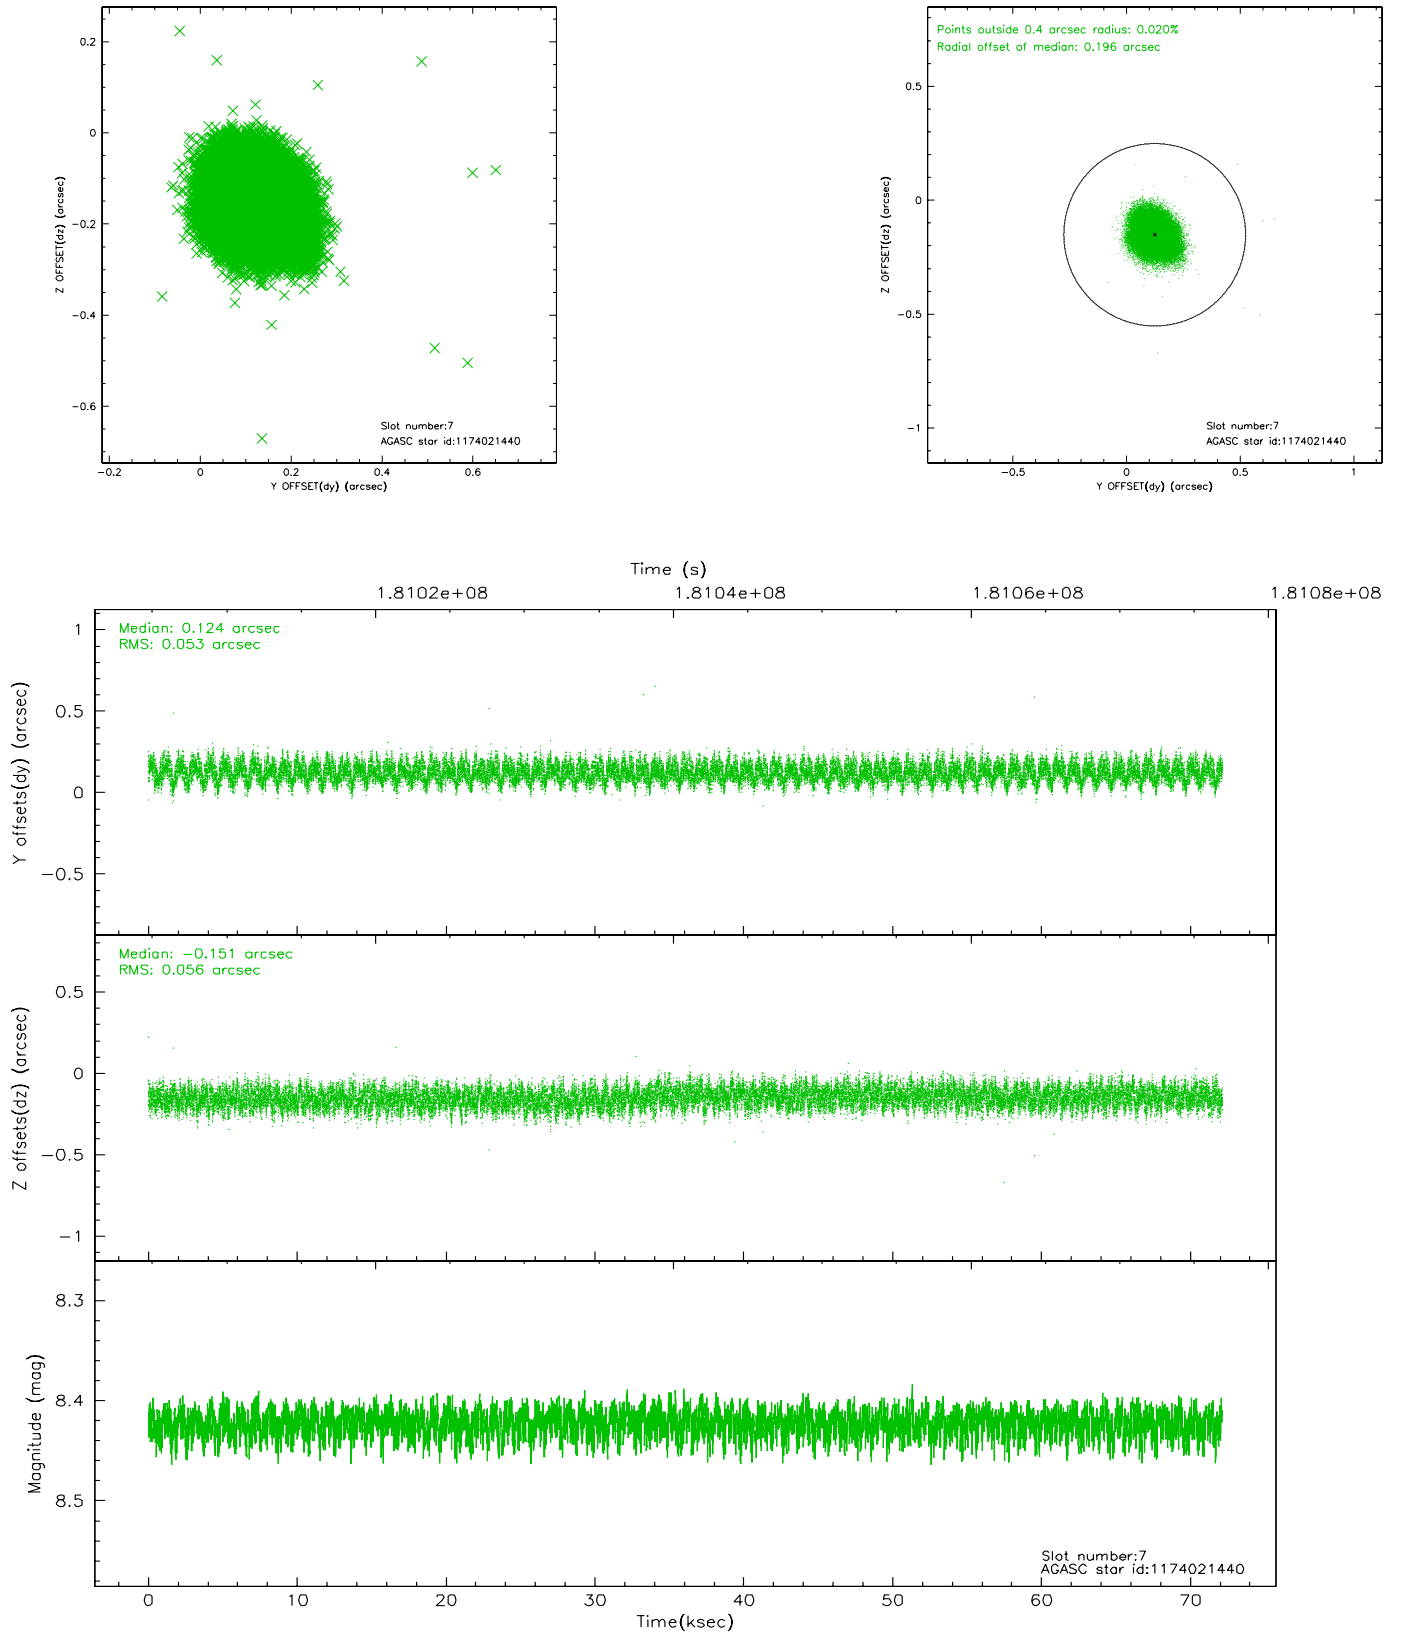 0.2
0
−0.2
−0.4
−0.6
Z OFFSET(dz) (arcsec)
Slot number:7
AGASC star id:1174021440
−0.2 0 0.2 0.4 0.6
Y OFFSET(dy) (arcsec)
Points outside 0.4 arcsec radius: 0.020%
Radial offset of median: 0.196 arcsec
0.5
0
−0.5
−1
Z OFFSET(dz) (arcsec)
Slot number:7
AGASC star id:1174021440
−0.5 0 0.5 1
Y OFFSET(dy) (arcsec)
Time (s)
1.8102e+08 1.8104e+08 1.8106e+08 1.8108e+08
Median: 0.124 arcsec
RMS: 0.053 arcsec
1
0.5
0
−0.5
Y offsets(dy) (arcsec)
Median: −0.151 arcsec
RMS: 0.056 arcsec
0.5
0
−0.5
−1
Z offsets(dz) (arcsec)
8.3
8.4
8.5
Magnitude (mag)
Slot number:7
AGASC star id:1174021440
0 10 20 30 40 50 60 70
Time(ksec)